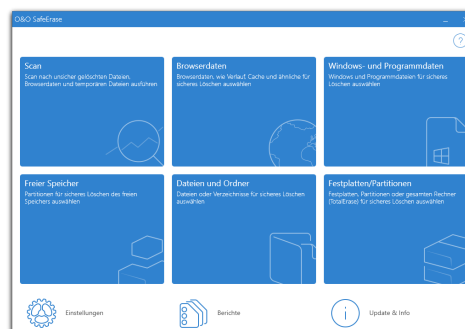 O&O SafeErase
Scan
Scan nach unsicher gelöschten Dateien,
Browserdaten und temporären Dateien ausführen
Browserdaten
Browserdaten, wie Verlauf, Cache und ähnliche für
sicheres Löschen auswählen
Windows- und Programmdaten
Windows und Programmdateien für sicheres
Löschen auswählen
Freier Speicher
Partitionen für sicheres Löschen des freien
Speichers auswählen
Dateien und Ordner
Dateien oder Verzeichnisse für sicheres Löschen
auswählen
Festplatten/Partitionen
Festplatten, Partitionen oder gesamten Rechner
(TotalErase) für sicheres Löschen auswählen
Einstellungen
Berichte
Update & Info